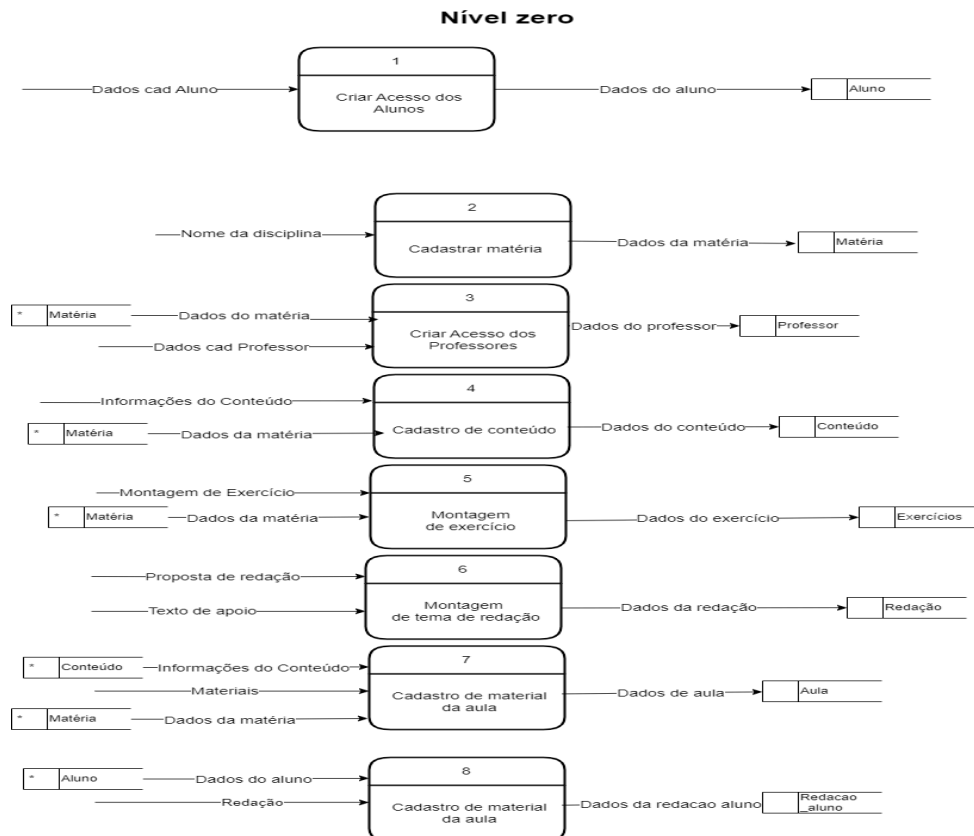 Nível zero
1
Dados cad Aluno
Criar Acesso dos
Alunos
Dados do aluno
Aluno
2
Nome da disciplina
Cadastrar matéria
Dados da matéria
Matéria
3
* Matéria
Dados do matéria
Dados cad Professor
Criar Acesso dos
Professores
Dados do professor
Professor
4
Informações do Conteúdo
* Matéria
Dados da matéria
Cadastro de conteúdo
Dados do conteúdo
Conteúdo
5
Montagem de Exercício
* Matéria
Dados da matéria
Montagem
de exercício
Dados do exercício
Exercícios
6
Proposta de redação
Texto de apoio
Montagem
de tema de redação
Dados da redação
Redação
7
* Conteúdo
Informações do Conteúdo
Materiais
* Matéria
Dados da matéria
Cadastro de material
da aula
Dados de aula
Aula
8
* Aluno
Dados do aluno
Redação
Cadastro de material
da aula
Dados da redacao aluno
Redacao
_aluno